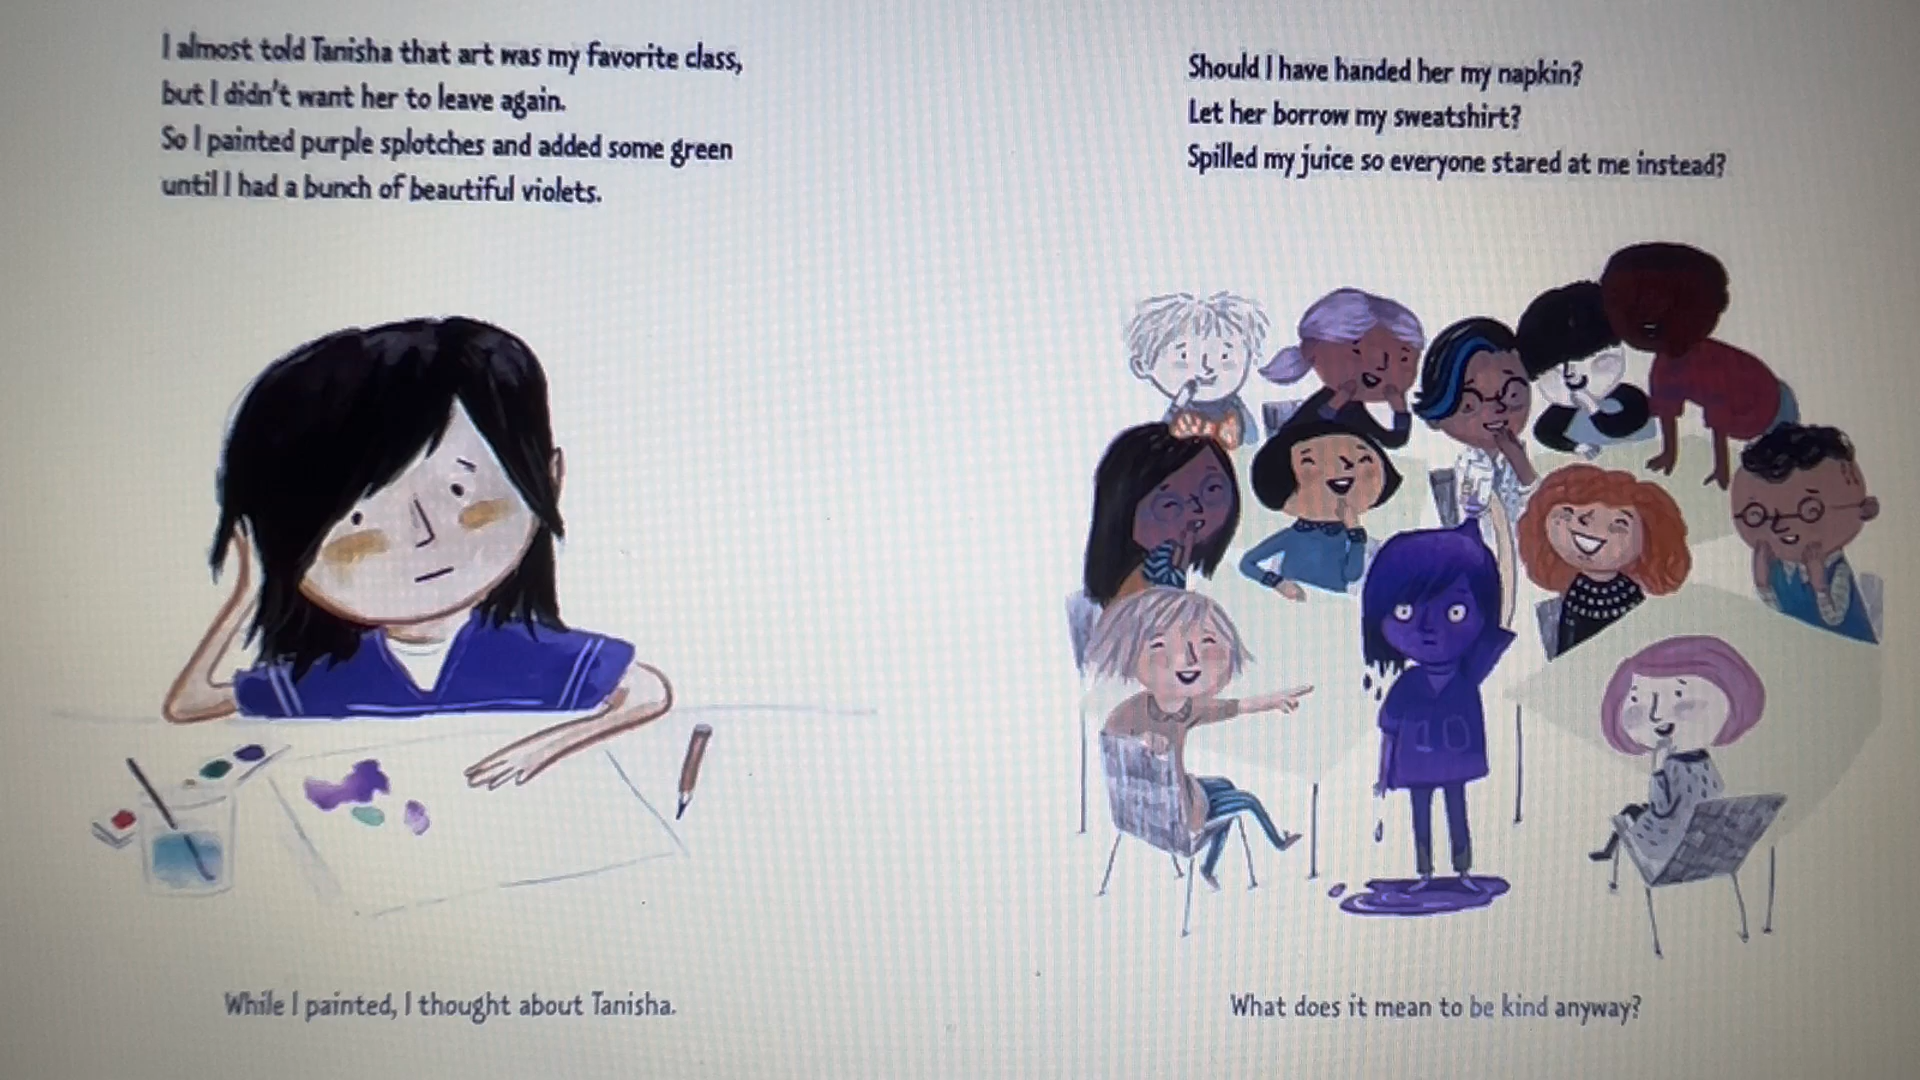 I almost told Tanisha that art was my favorite class,
but I didn't want her to leave again.
So I painted purple splotches and added some green
until I had a bunch of beautiful violets.
While I painted, I thought about Tanisha.
Should I have handed her my napkin?
Let her borrow my sweatshirt?
Spilled my juice so everyone stared at me instead?
What does it mean to be kind anyway?